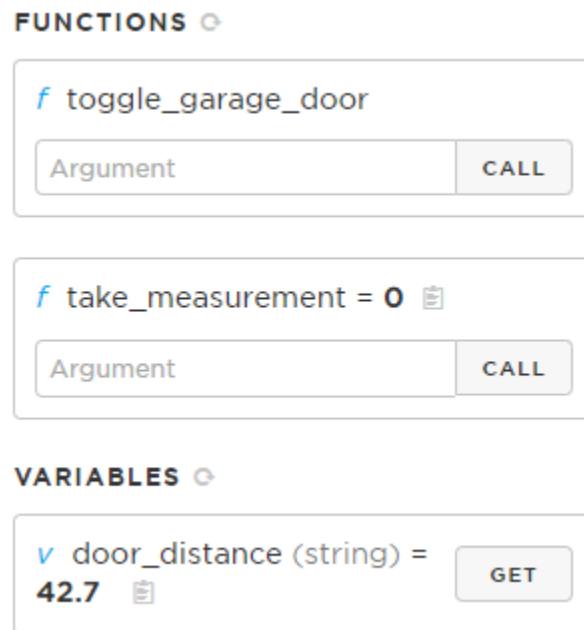 FUNCTIONS
f toggle_garage_door
Argument CALL
f take_measurement = 0
Argument CALL
VARIABLES
v door_distance (string) =
42.7
GET